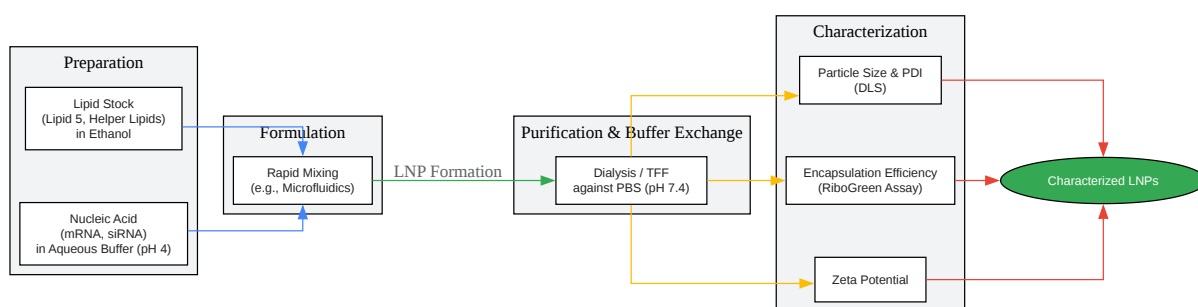 Preparation
Lipid Stock
(Lipid 5, Helper Lipids)
in Ethanol
Nucleic Acid
(mRNA, siRNA)
in Aqueous Buffer (pH 4)
Formulation
Rapid Mixing
(e.g., Microfluidics)
LNP Formation
Purification & Buffer Exchange
Dialysis / TFF
against PBS (pH 7.4)
Characterization
Particle Size & PDI
(DLS)
Encapsulation Efficiency
(RiboGreen Assay)
Zeta Potential
Characterized LNPs